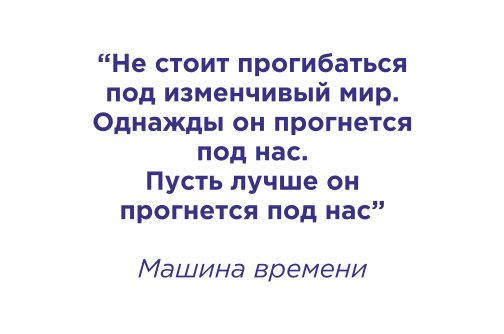 “Не стоит прогибаться
под изменчивый мир.
Однажды он прогнется
под нас.
Пусть лучше он
прогнется под нас”
Машина времени